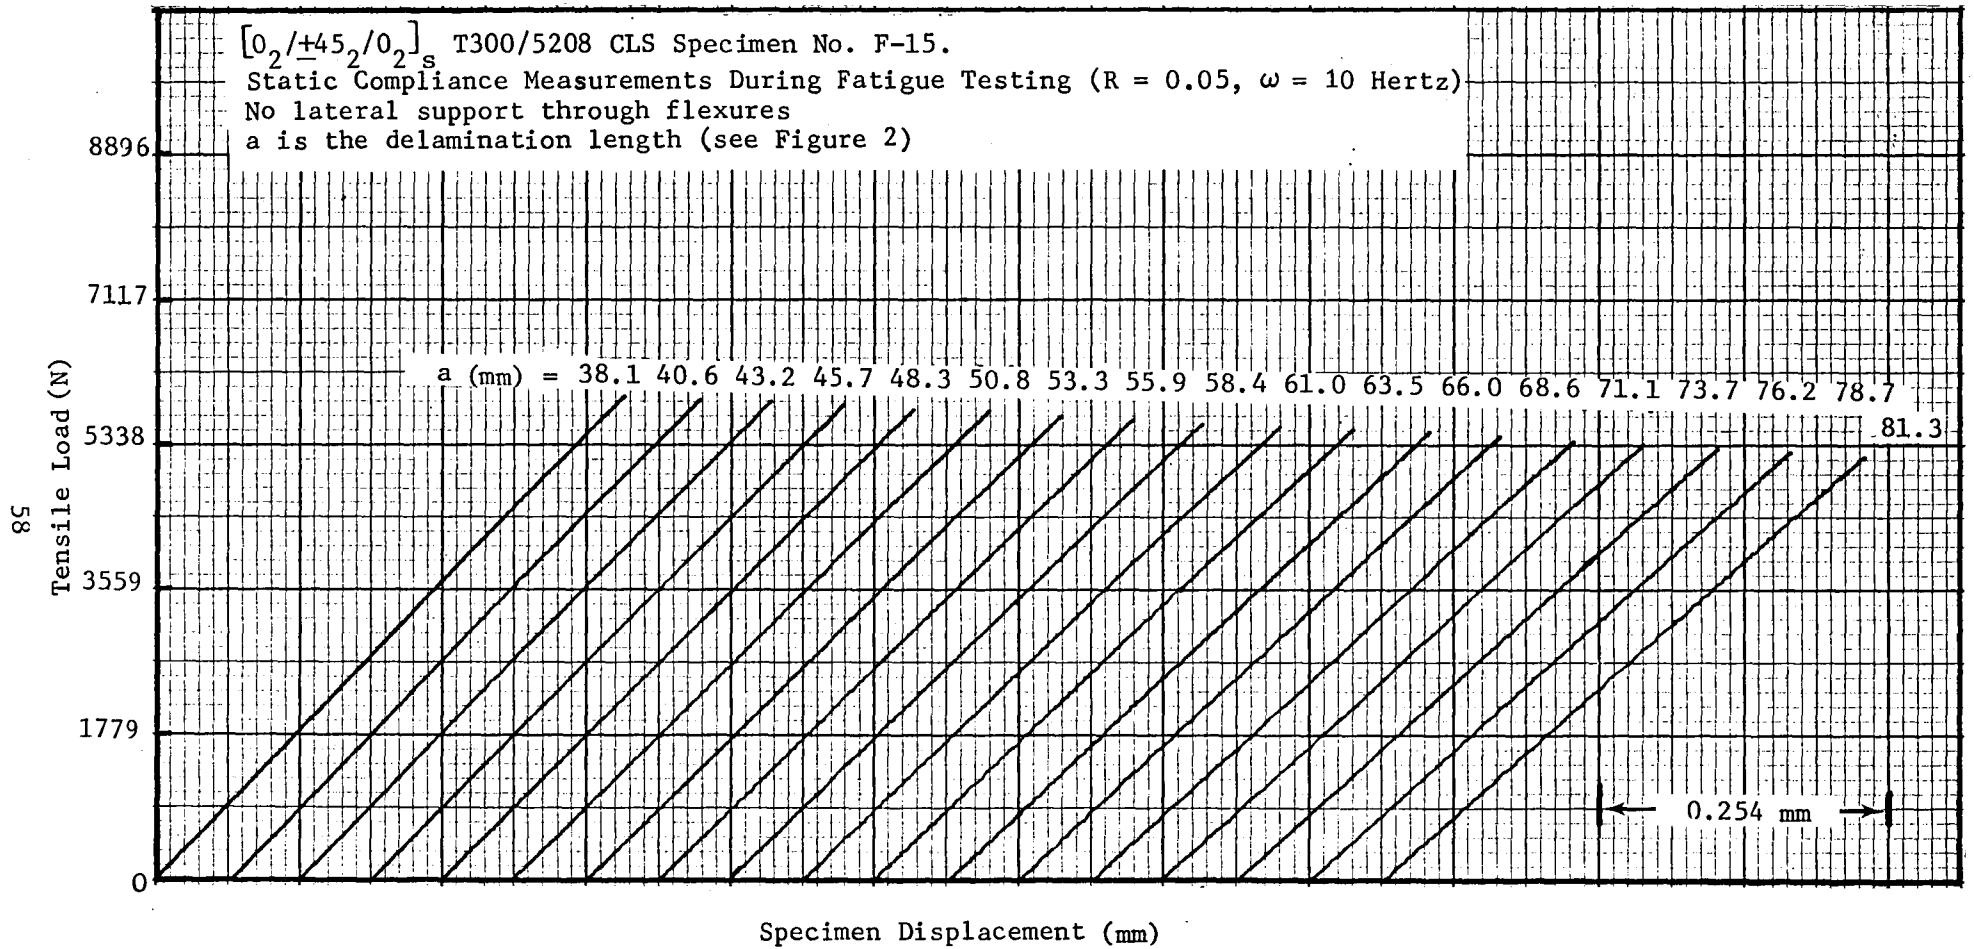 [0₂/±45₂/0₂]ₛ T300/5208 CLS Specimen No. F-15.
Static Compliance Measurements During Fatigue Testing (R = 0.05, ω = 10 Hertz)
No lateral support through flexures
a is the delamination length (see Figure 2)
8896
7117
a (mm) = 38.1 40.6 43.2 45.7 48.3 50.8 53.3 55.9 58.4 61.0 63.5 66.0 68.6 71.1 73.7 76.2 78.7
81.3
5338
3559
1779
0
0.254 mm
Tensile Load (N)
58
Specimen Displacement (mm)